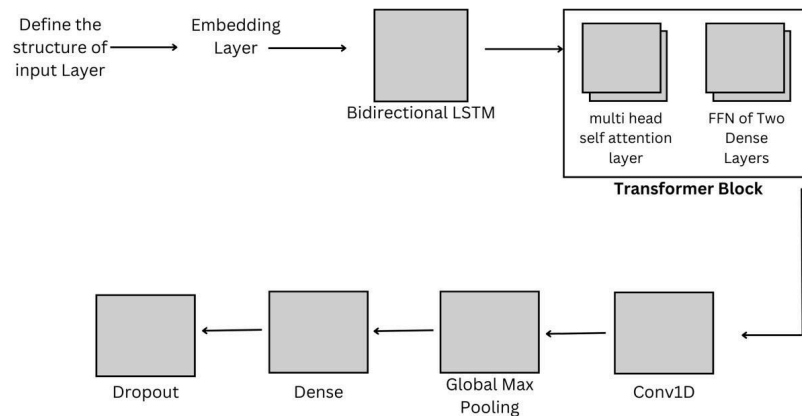 Define the
structure of
input Layer
Embedding
Layer
Bidirectional LSTM
multi head
self attention
layer
FFN of Two
Dense
Layers
Transformer Block
Dropout
Dense
Global Max
Pooling
Conv1D